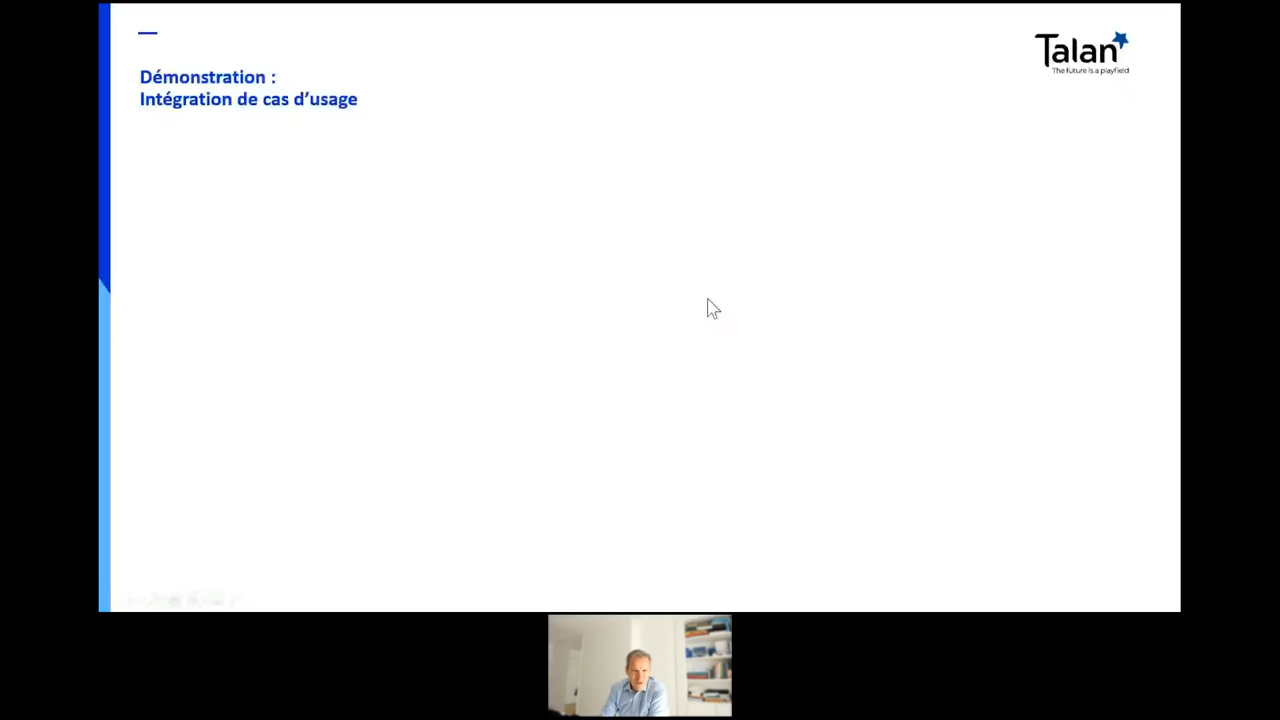 Démonstration :
Intégration de cas d’usage
Talan
The future is a playfield